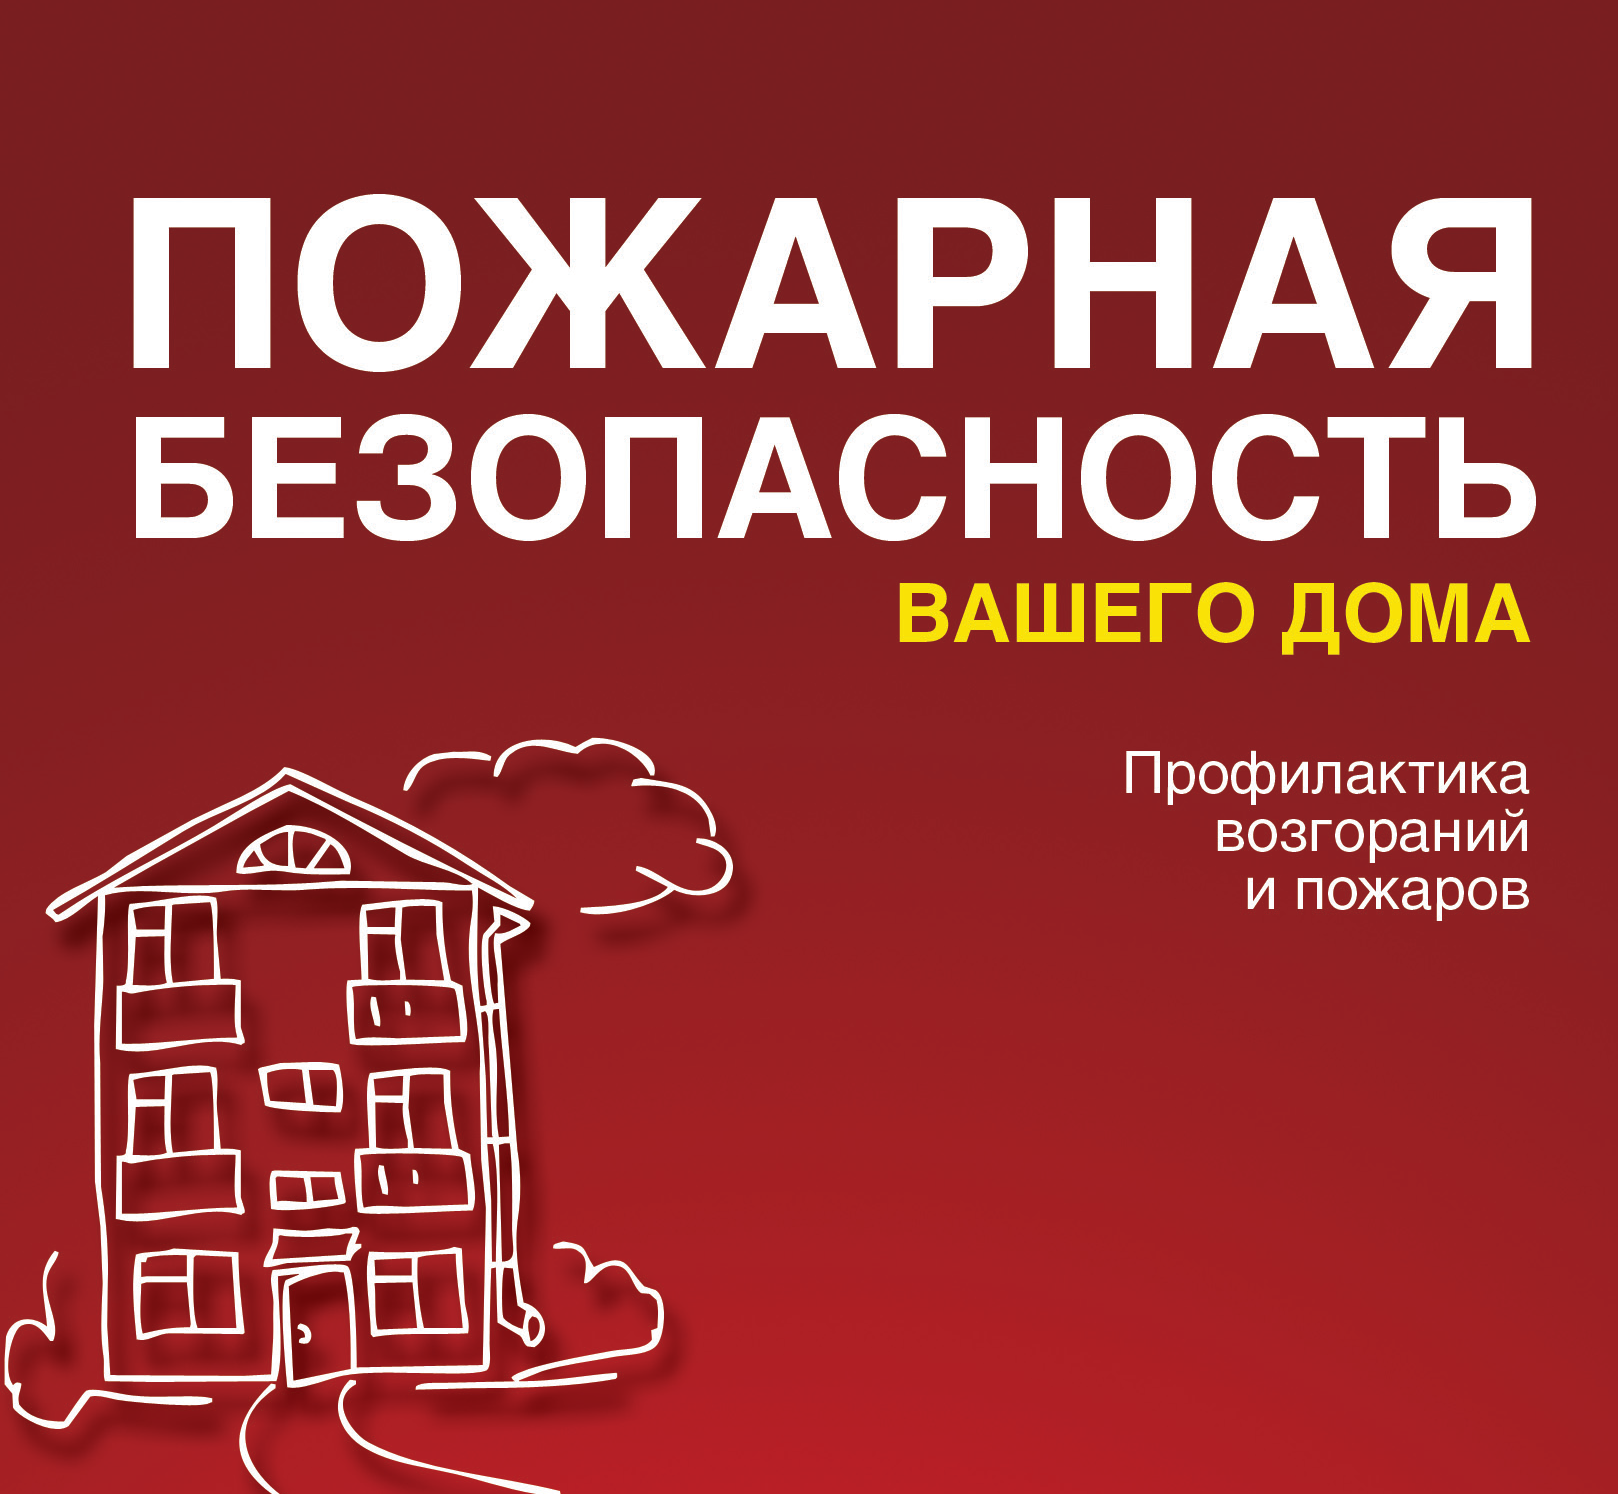 ПОЖАРНАЯ
БЕЗОПАСНОСТЬ
ВАШЕГО ДОМА
Профилактика
возгораний
и пожаров